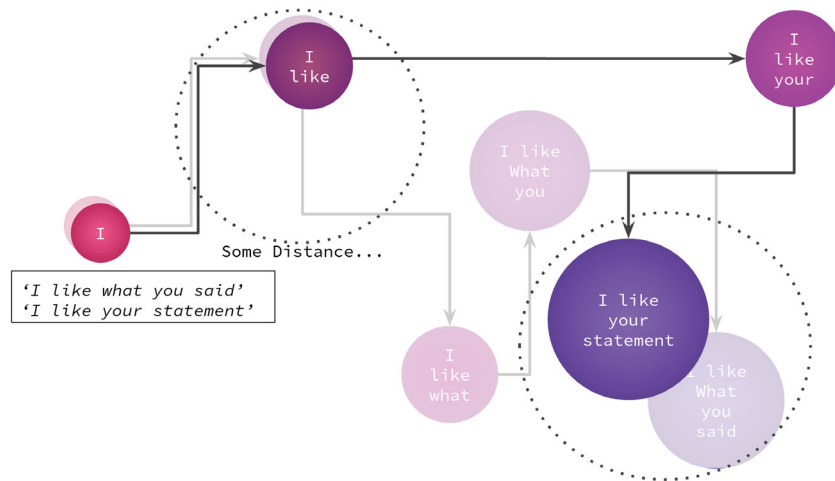 I
like
I
like
your
I like
What
you
I
Some Distance...
‘I like what you said’
‘I like your statement’
I like
your
statement
I
like
what
I like
What
you
said